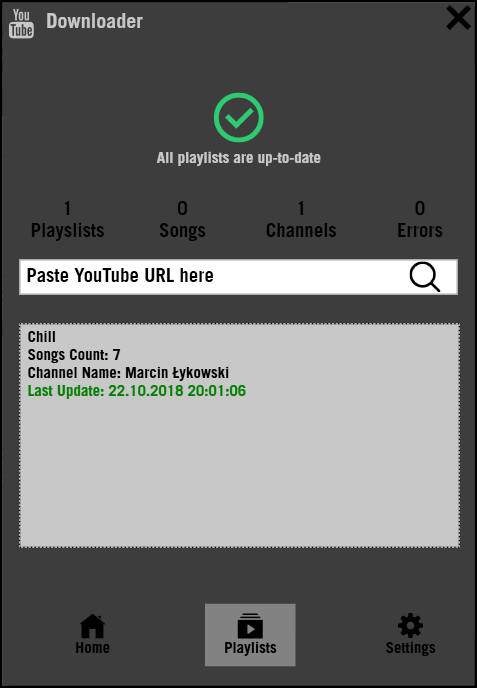 You
Tube
Downloader
All playlists are up-to-date
1
0
1
0
Playslists
Songs
Channels
Errors
Paste YouTube URL here
Chill
Songs Count: 7
Channel Name: Marcin Łykowski
Last Update: 22.10.2018 20:01:06
Home
Playlists
Settings